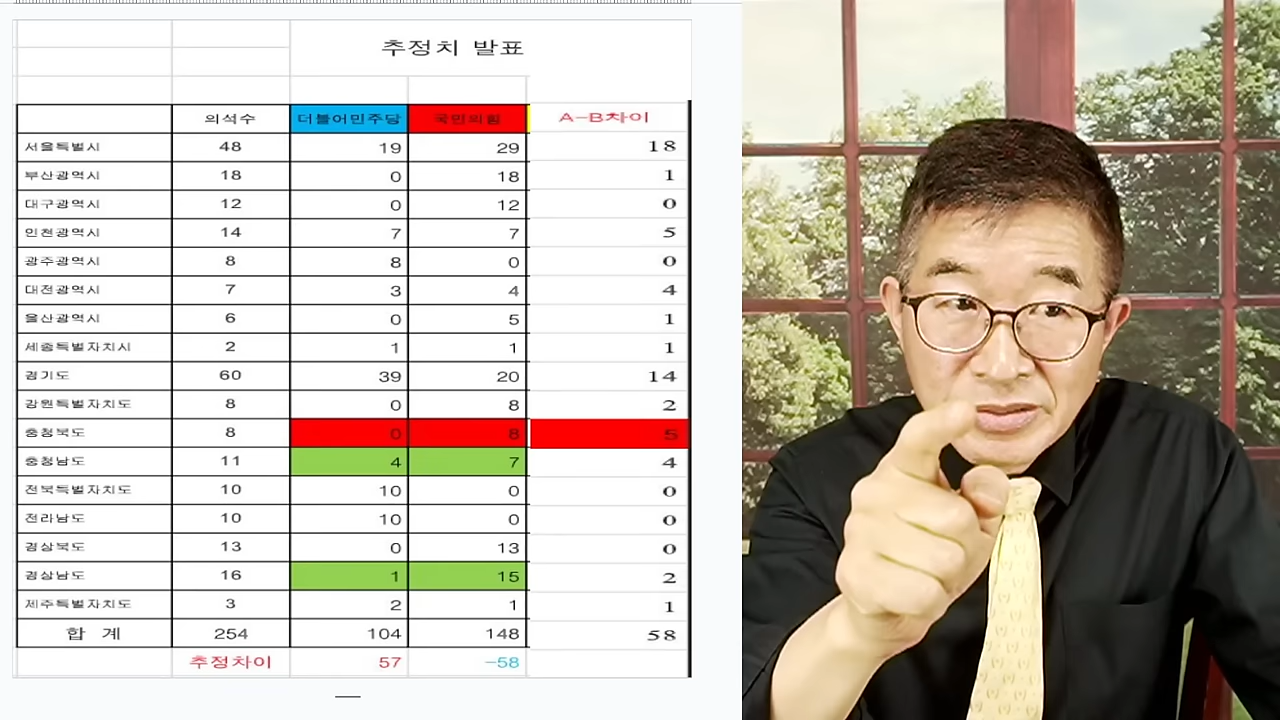 추정치 발표
의석수 더불어민주당 국민의힘 A-B차이
서울특별시 48 19 29 18
부산광역시 18 0 18 1
대구광역시 12 0 12 0
인천광역시 14 7 7 5
광주광역시 8 8 0 0
대전광역시 7 3 4 4
울산광역시 6 0 5 1
세종특별자치시 2 1 1 1
경기도 60 39 20 14
강원특별자치도 8 0 8 2
충청북도 8 0 8 5
충청남도 11 4 7 4
전북특별자치도 10 10 0 0
전라남도 10 10 0 0
경상북도 13 0 13 0
경상남도 16 1 15 2
제주특별자치도 3 2 1 1
합 계 254 104 148 58
추정차이 57 -58